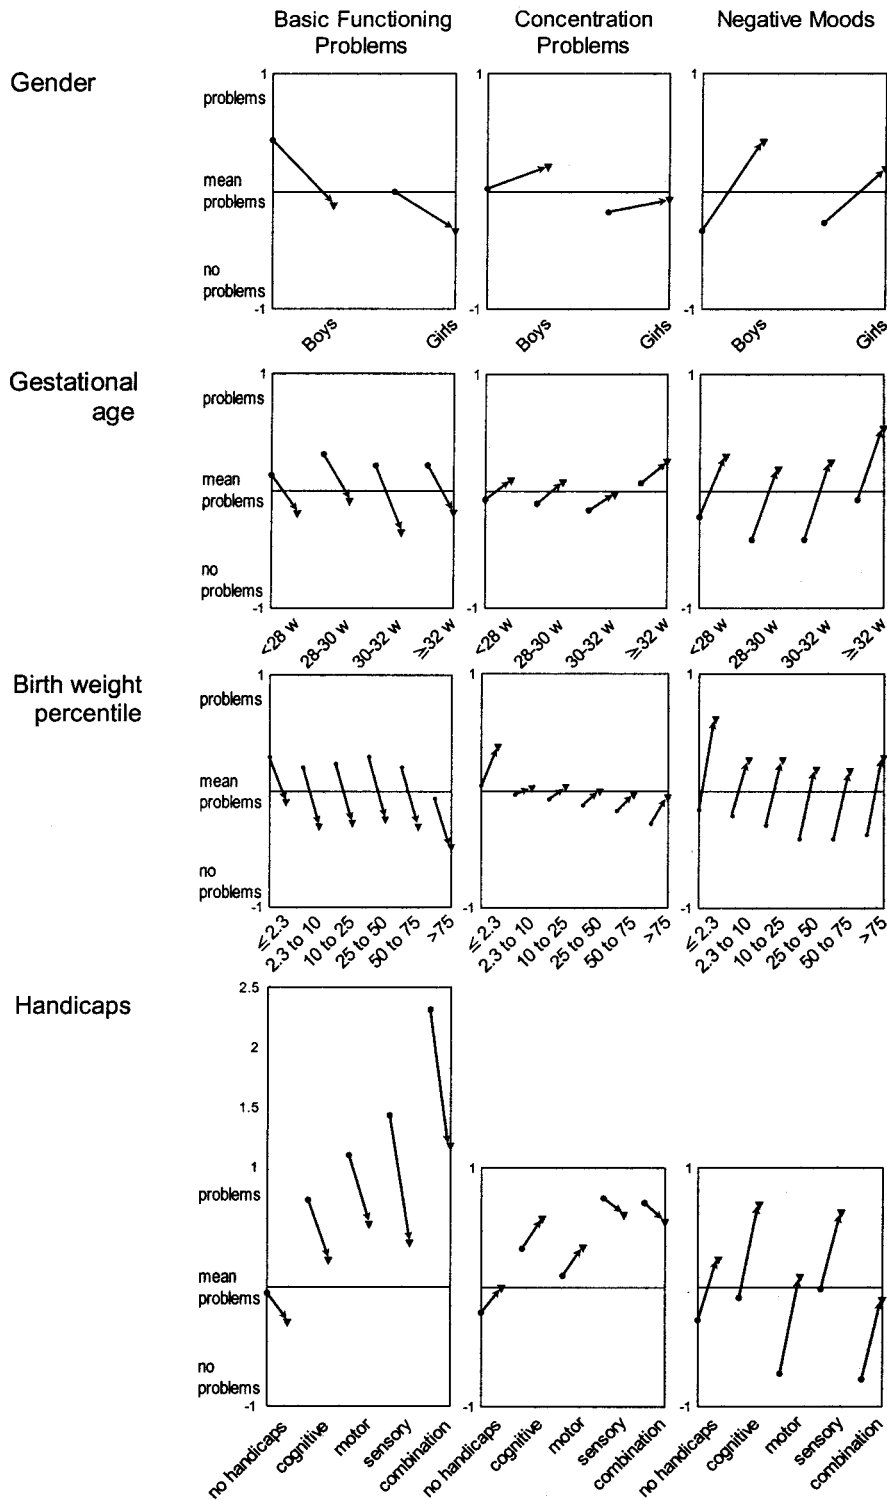 Basic Functioning Problems
Concentration Problems
Negative Moods
Gender
1
problems
mean problems
no problems
-1
1
-1
1
-1
Boys
Girls
Boys
Girls
Boys
Girls
Gestational age
1
problems
mean problems
no problems
-1
1
-1
1
-1
<28 w
28-30 w
30-32 w
≥32 w
<28 w
28-30 w
30-32 w
≥32 w
<28 w
28-30 w
30-32 w
≥32 w
Birth weight percentile
1
problems
mean problems
no problems
-1
1
-1
1
-1
≤ 2.3
2.3 to 10
10 to 25
25 to 50
50 to 75
>75
≤ 2.3
2.3 to 10
10 to 25
25 to 50
50 to 75
>75
≤ 2.3
2.3 to 10
10 to 25
25 to 50
50 to 75
>75
Handicaps
2.5
2
1.5
1
problems
mean problems
no problems
-1
1
-1
1
-1
no handicaps
cognitive
motor
sensory
combination
no handicaps
cognitive
motor
sensory
combination
no handicaps
cognitive
motor
sensory
combination